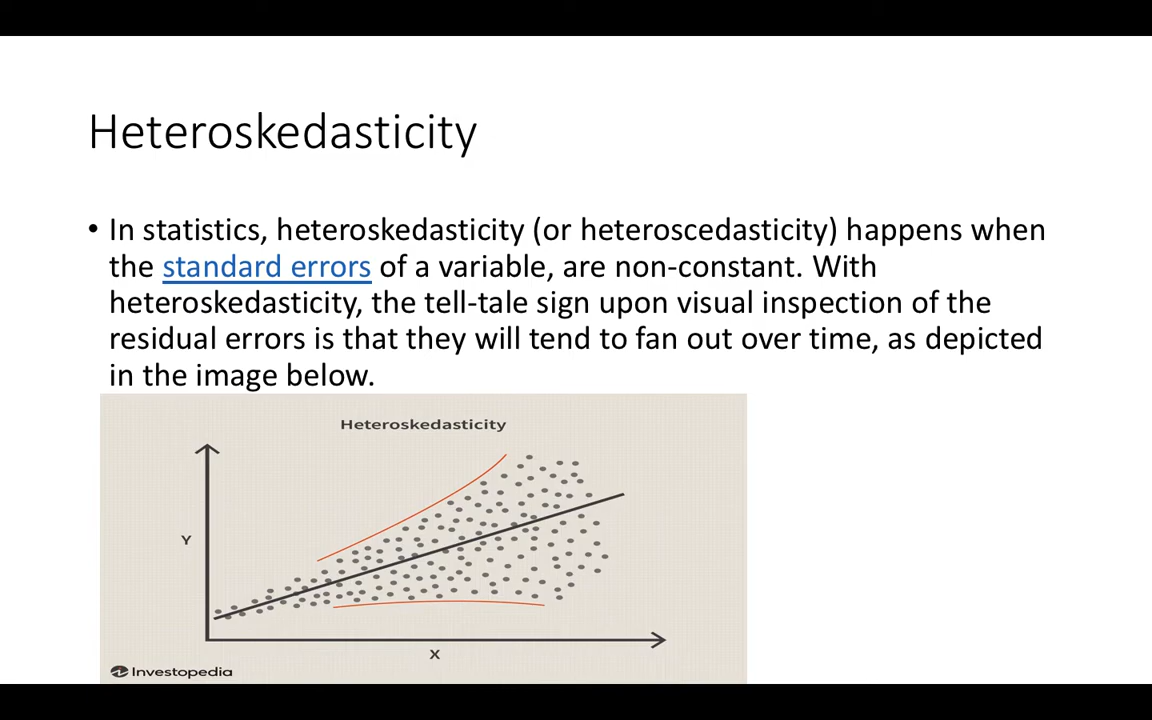 Heteroskedasticity
• In statistics, heteroskedasticity (or heteroscedasticity) happens when
the standard errors of a variable, are non-constant. With
heteroskedasticity, the tell-tale sign upon visual inspection of the
residual errors is that they will tend to fan out over time, as depicted
in the image below.
Heteroskedasticity
Y
X
Investopedia